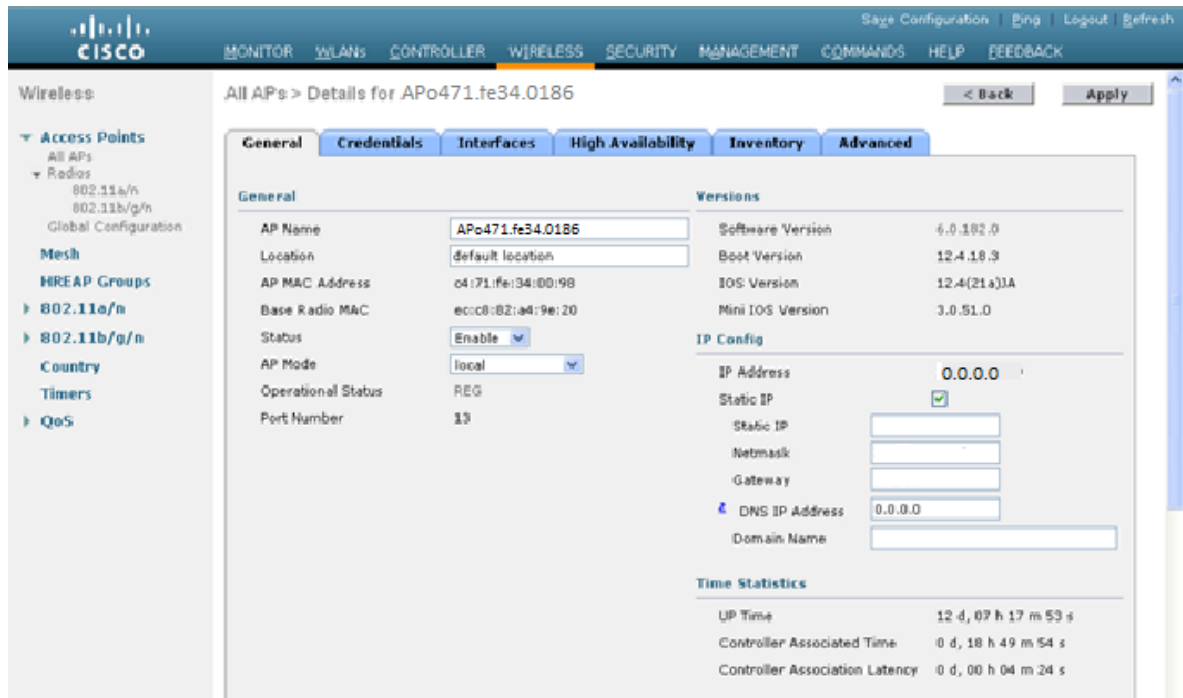 Save Configuration | Ping | Logout | Refresh
CISCO
MONITOR WLANs CONTROLLER WIRELESS SECURITY MANAGEMENT COMMANDS HELP FEEDBACK
Wireless
All APs > Details for APo471.fe34.0186
< Back
Apply
Access Points
All APs
Radios
802.11a/n
802.11b/g/n
Global Configuration
Mesh
HREAP Groups
802.11a/n
802.11b/g/n
Country
Timers
QoS
General
Credentials
Interfaces
High Availability
Inventory
Advanced
General
AP Name APo471.fe34.0186
Location default location
AP MAC Address c4:71:fe:34:00:98
Base Radio MAC ec:c8:82:a4:9e:20
Status Enable
AP Mode local
Operational Status REG
Port Number 13
Versions
Software Version 6.0.182.0
Boot Version 12.4.18.3
IOS Version 12.4(21a)JA
Mini IOS Version 3.0.51.0
IP Config
IP Address 0.0.0.0
Static IP
Static IP
Netmask
Gateway
DNS IP Address 0.0.0.0
Domain Name
Time Statistics
UP Time 12 d, 07 h 17 m 53 s
Controller Associated Time 0 d, 18 h 49 m 54 s
Controller Association Latency 0 d, 00 h 04 m 24 s